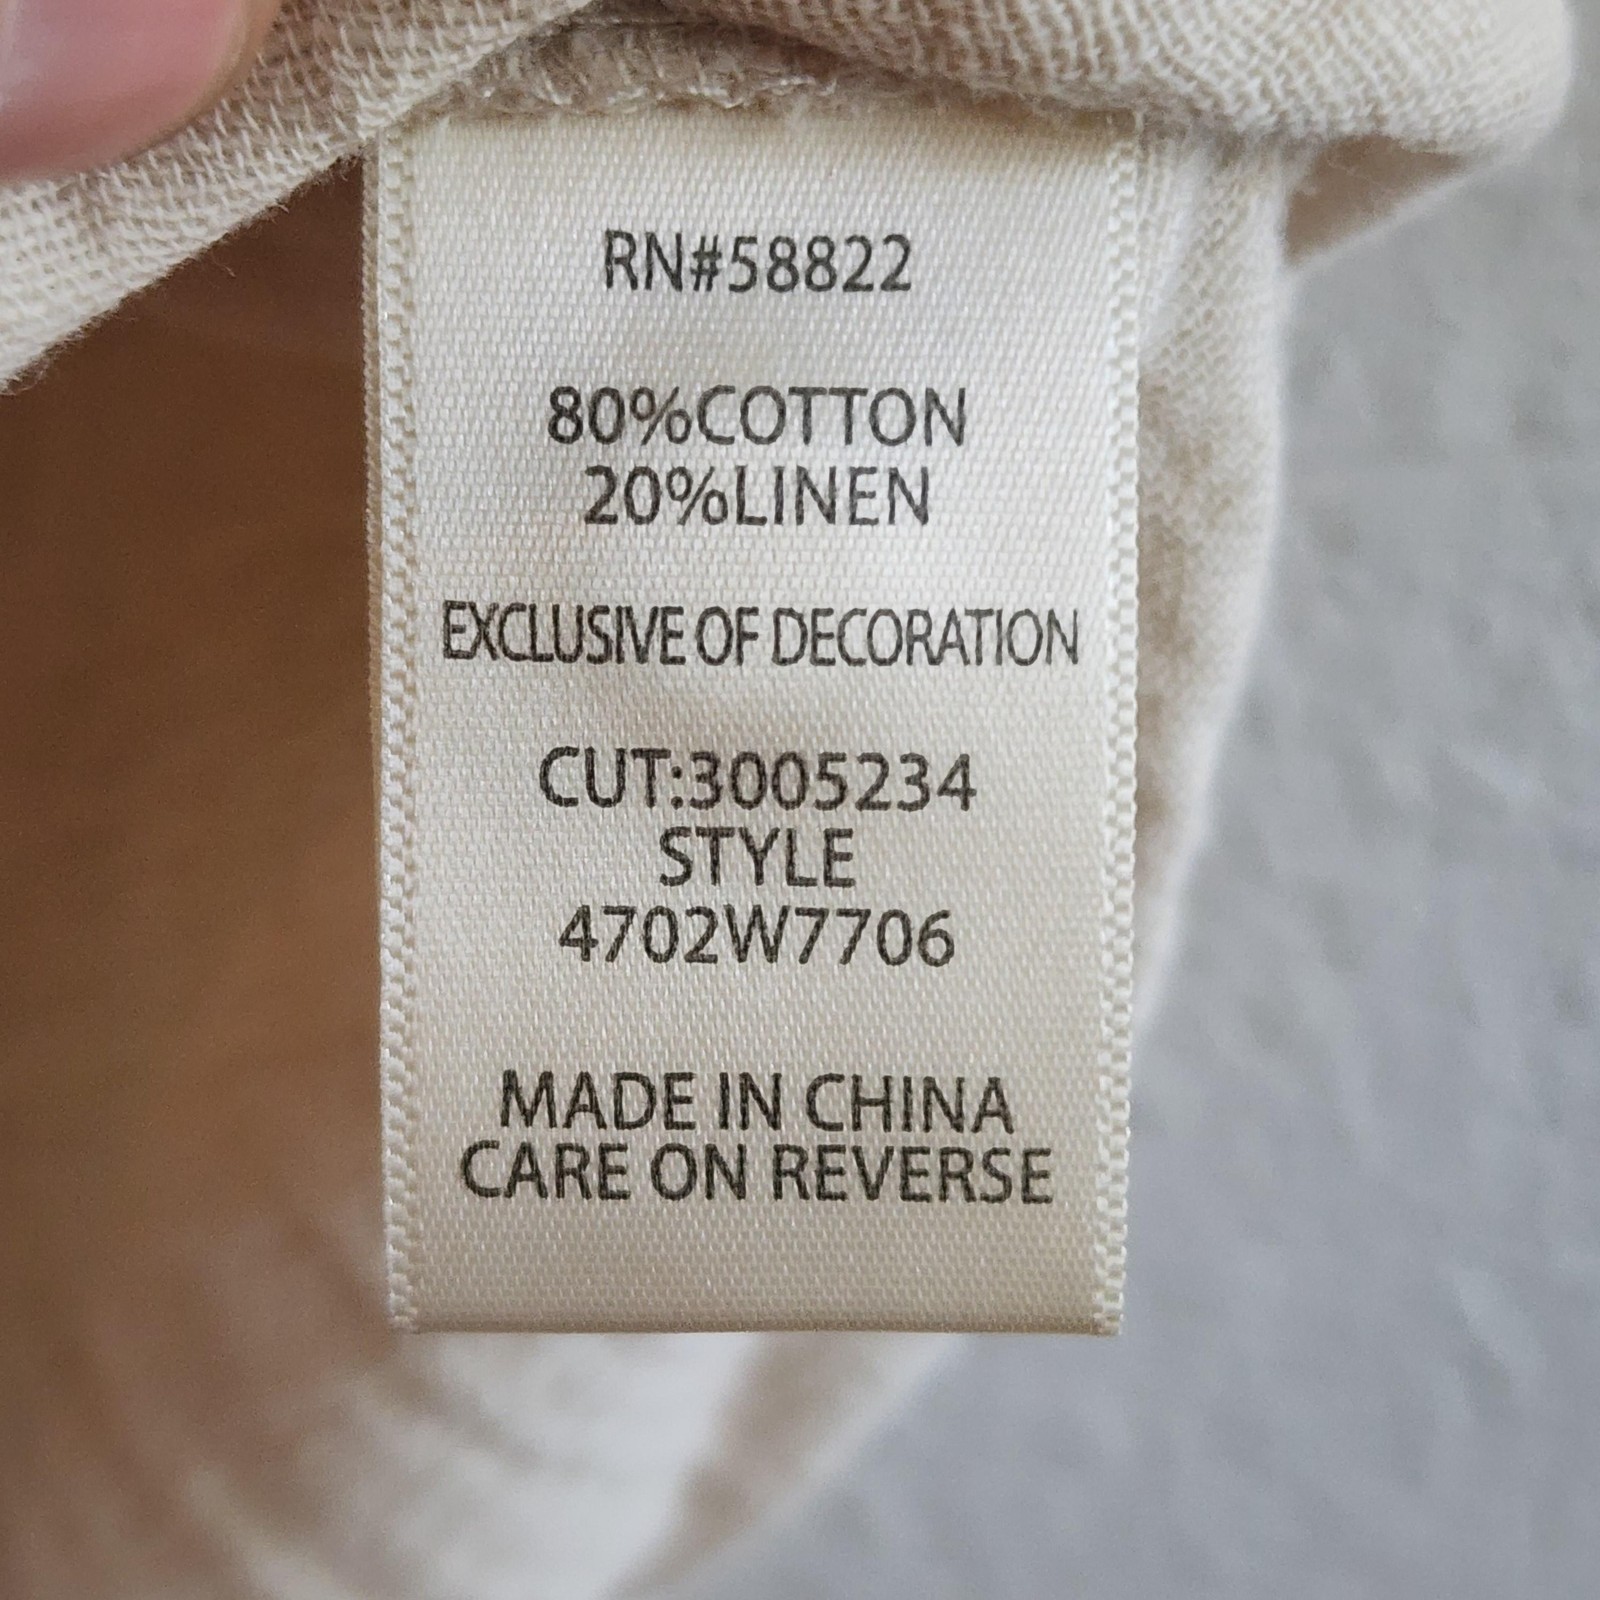 RN#58822
80%COTTON
20%LINEN
EXCLUSIVE OF DECORATION
CUT:3005234
STYLE
4702W7706
MADE IN CHINA
CARE ON REVERSE